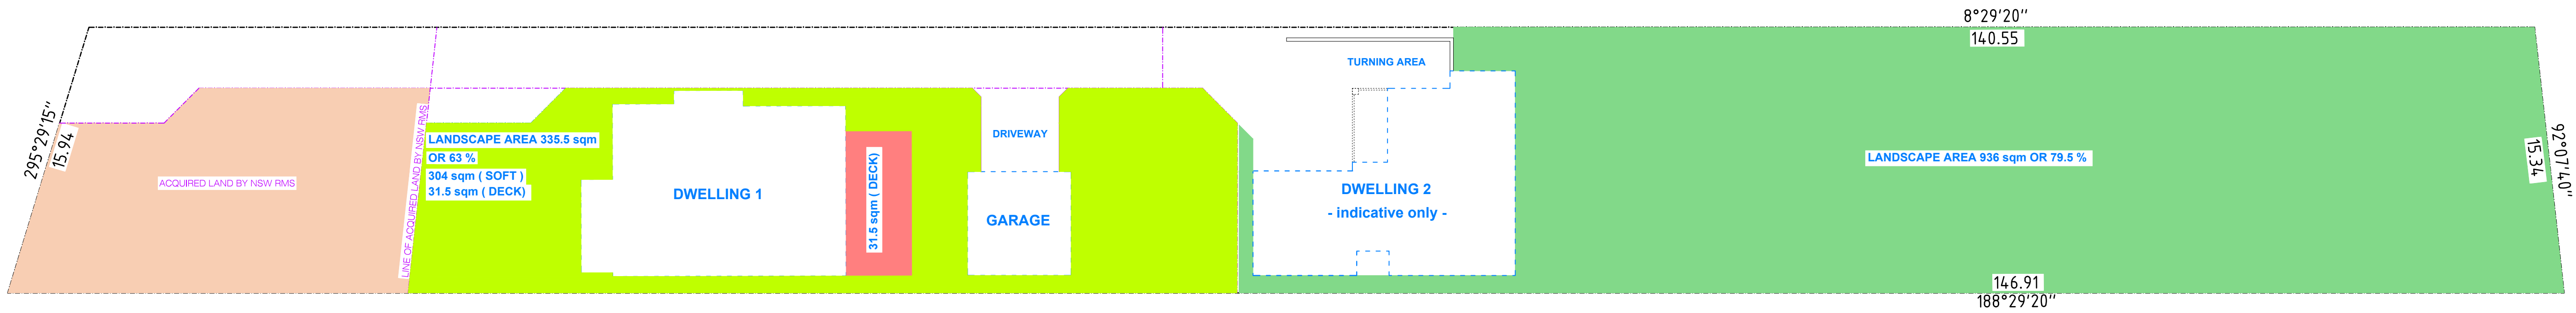 8°29'20"
140.55
TURNING AREA
295°29'15"
15.94
ACQUIRED LAND BY NSW RMS
LINE OF ACQUIRED LAND BY NSW RMS
LANDSCAPE AREA 335.5 sqm
OR 63 %
304 sqm ( SOFT )
31.5 sqm ( DECK)
DWELLING 1
31.5 sqm ( DECK)
DRIVEWAY
GARAGE
DWELLING 2
- indicative only -
LANDSCAPE AREA 936 sqm OR 79.5 %
92°07'40"
15.34
146.91
188°29'20"